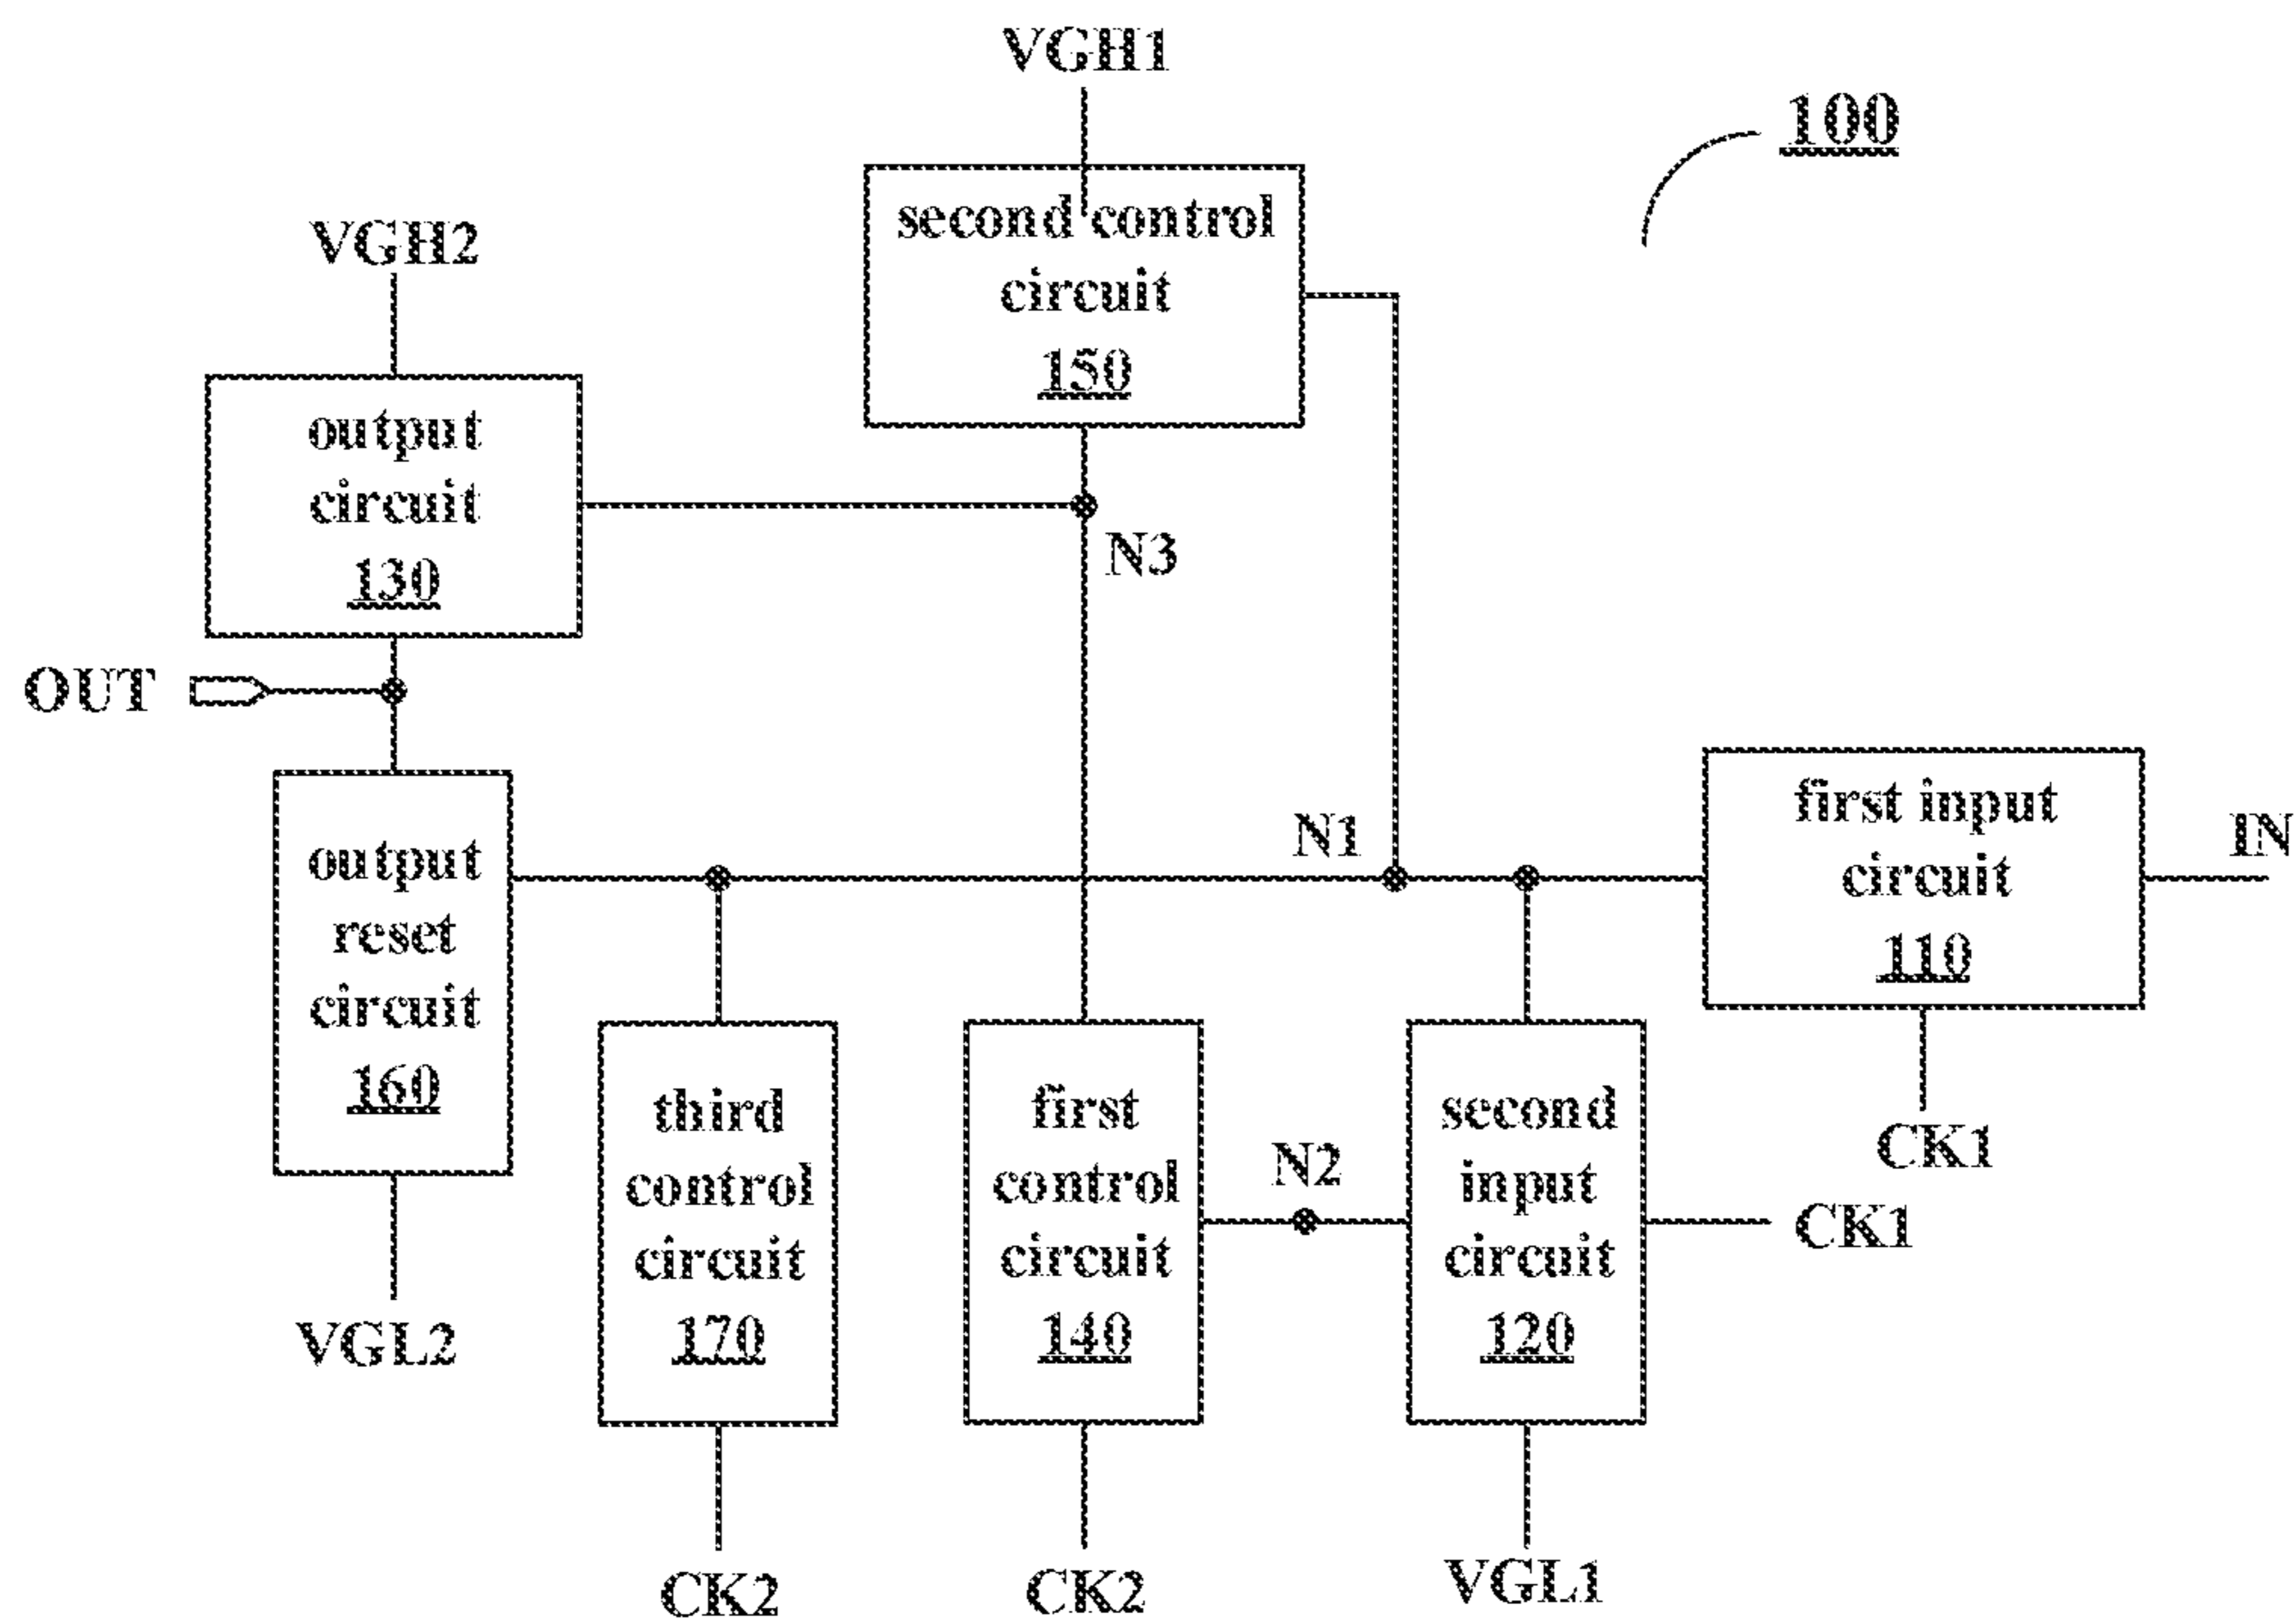 VGH1
100
second control
circuit
150
VGH2
output
circuit
130
N3
OUT
N1
first input
circuit
110
IN
output
reset
circuit
160
third
control
circuit
170
first
control
circuit
140
N2
second
input
circuit
120
CK1
CK1
VGL2
CK2
CK2
VGL1